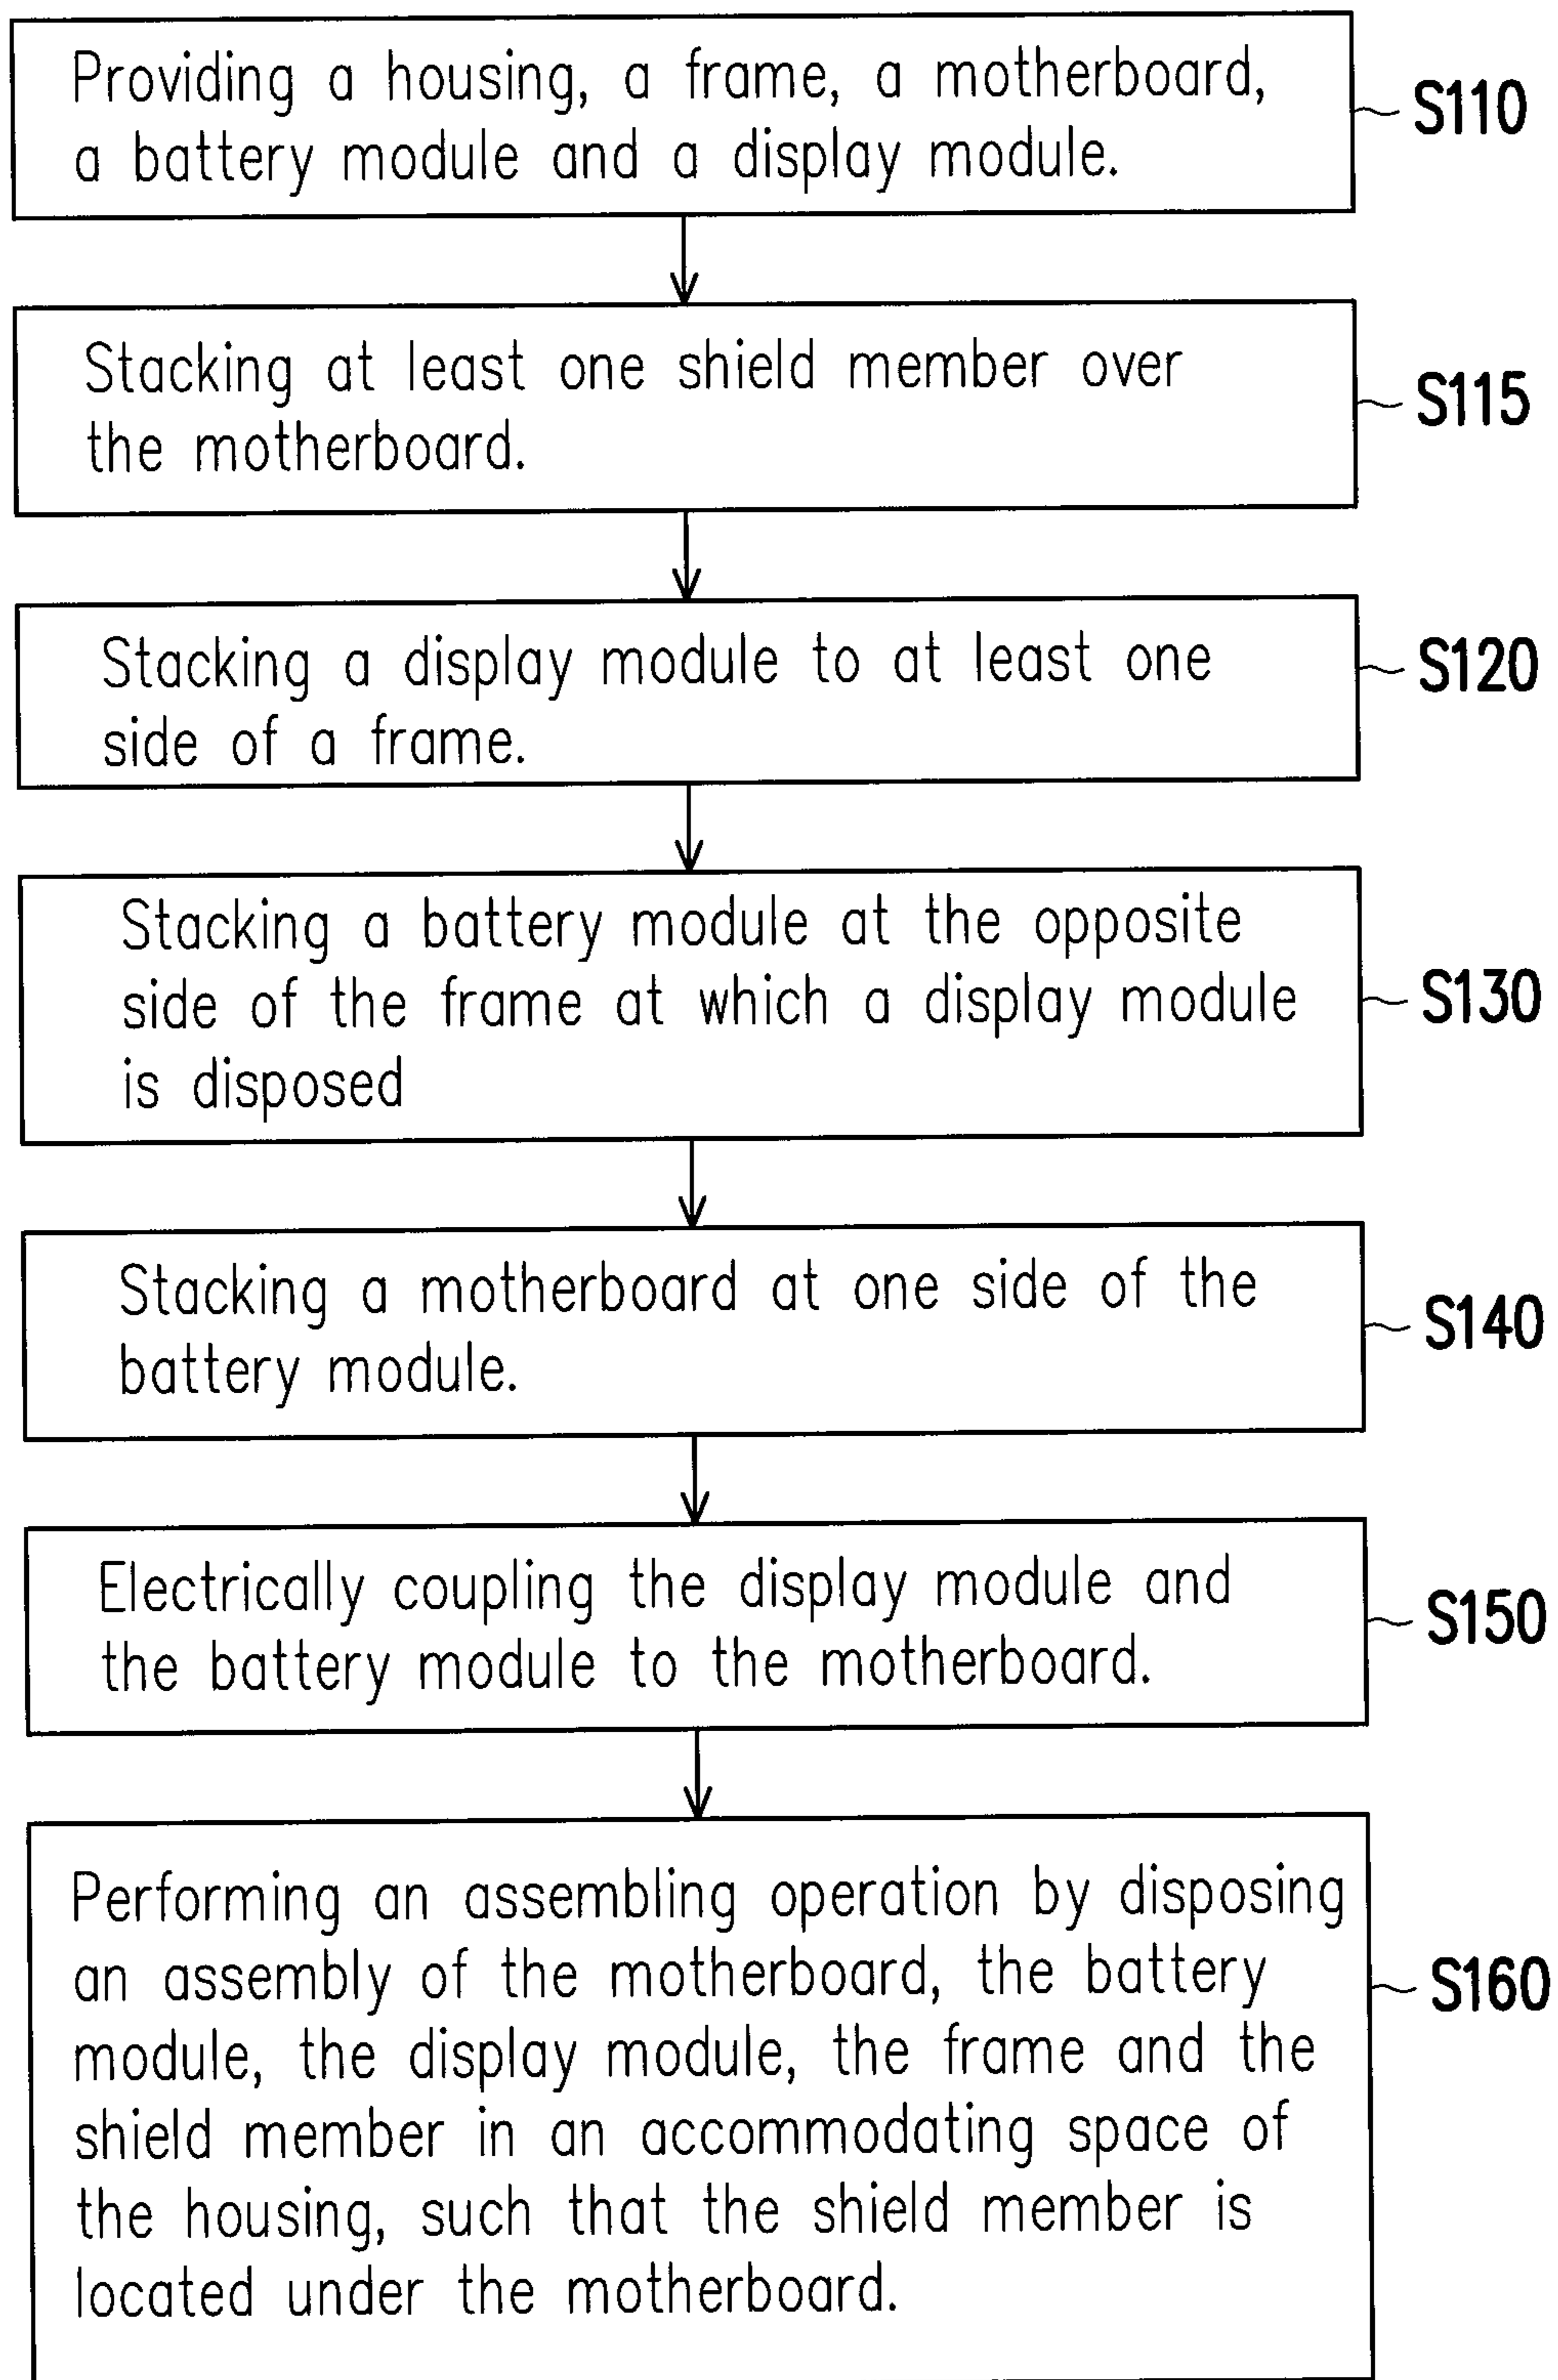 Providing a housing, a frame, a motherboard,
a battery module and a display module.
S110
Stacking at least one shield member over
the motherboard.
S115
Stacking a display module to at least one
side of a frame.
S120
Stacking a battery module at the opposite
side of the frame at which a display module
is disposed
S130
Stacking a motherboard at one side of the
battery module.
S140
Electrically coupling the display module and
the battery module to the motherboard.
S150
Performing an assembling operation by disposing
an assembly of the motherboard, the battery
module, the display module, the frame and the
shield member in an accommodating space of
the housing, such that the shield member is
located under the motherboard.
S160